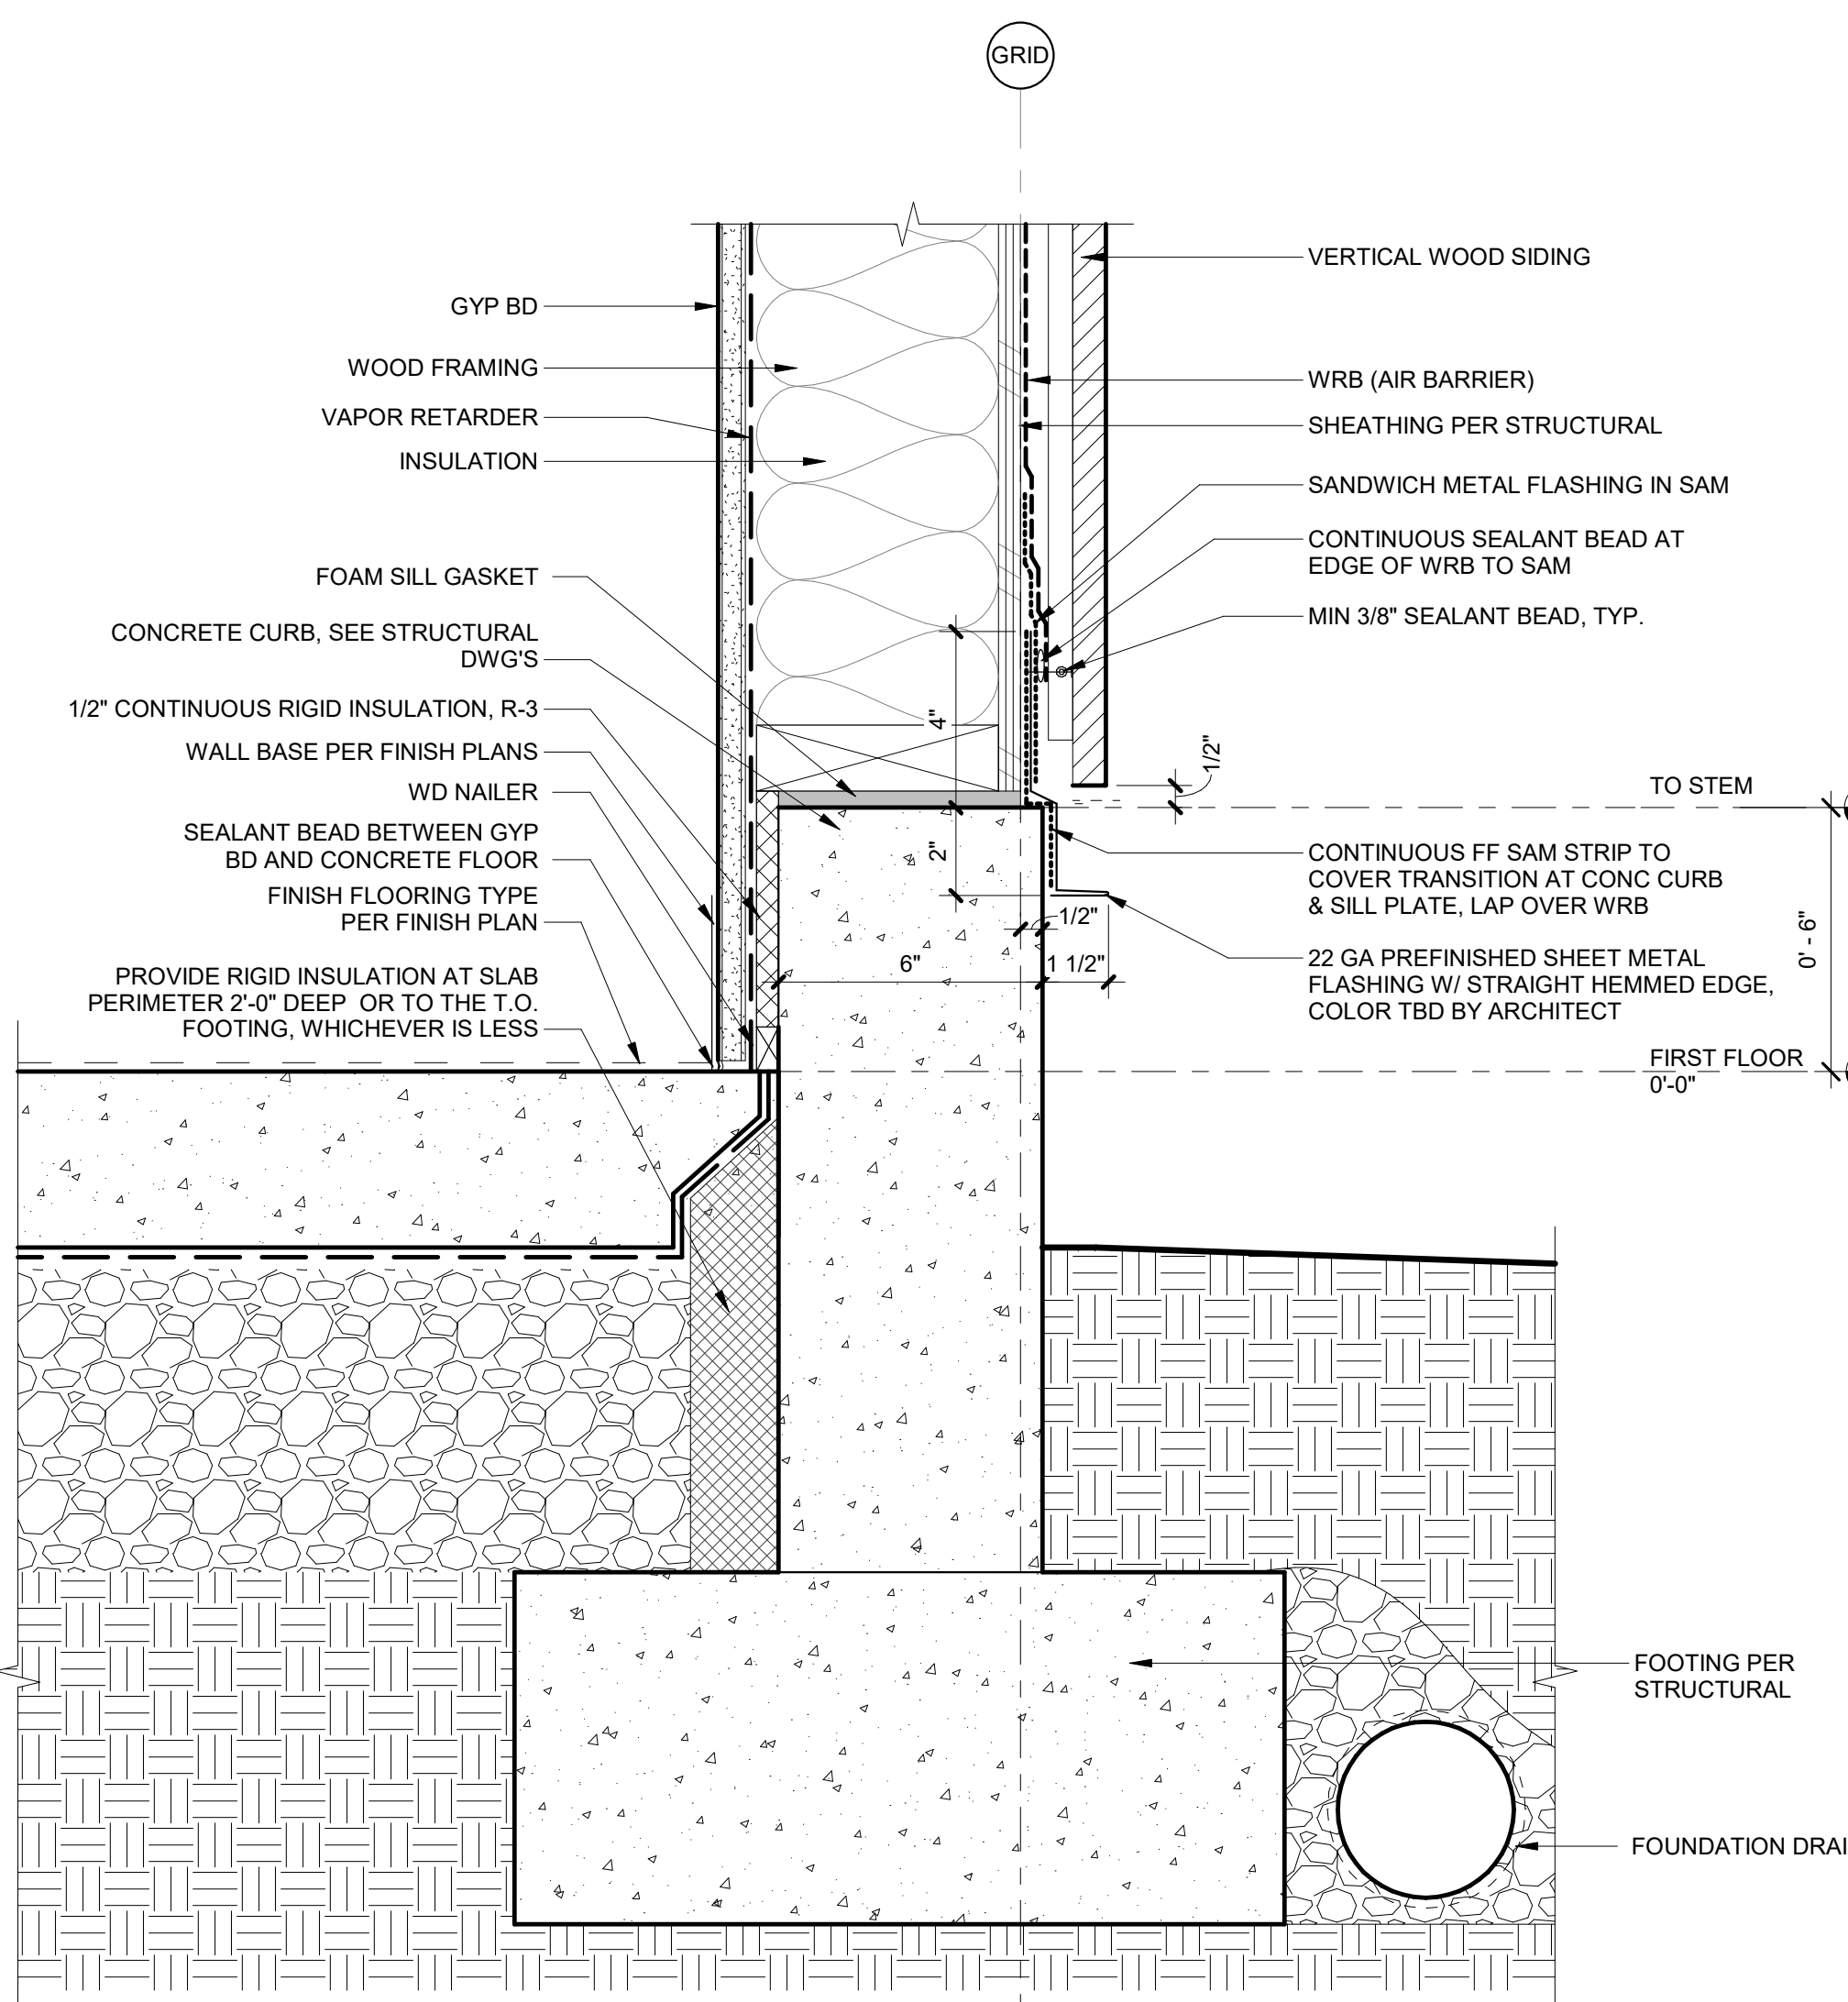 GRID
GYP BD
WOOD FRAMING
VAPOR RETARDER
INSULATION
FOAM SILL GASKET
CONCRETE CURB, SEE STRUCTURAL
DWG'S
1/2" CONTINUOUS RIGID INSULATION, R-3
WALL BASE PER FINISH PLANS
WD NAILER
SEALANT BEAD BETWEEN GYP
BD AND CONCRETE FLOOR
FINISH FLOORING TYPE
PER FINISH PLAN
PROVIDE RIGID INSULATION AT SLAB
PERIMETER 2'-0" DEEP OR TO THE T.O.
FOOTING, WHICHEVER IS LESS
4"
2"
6"
1/2"
1 1/2"
1/2"
VERTICAL WOOD SIDING
WRB (AIR BARRIER)
SHEATHING PER STRUCTURAL
SANDWICH METAL FLASHING IN SAM
CONTINUOUS SEALANT BEAD AT
EDGE OF WRB TO SAM
MIN 3/8" SEALANT BEAD, TYP.
TO STEM
CONTINUOUS FF SAM STRIP TO
COVER TRANSITION AT CONC CURB
& SILL PLATE, LAP OVER WRB
22 GA PREFINISHED SHEET METAL
FLASHING W/ STRAIGHT HEMMED EDGE,
COLOR TBD BY ARCHITECT
0' - 6"
FIRST FLOOR
0'-0"
FOOTING PER
STRUCTURAL
FOUNDATION DRAI